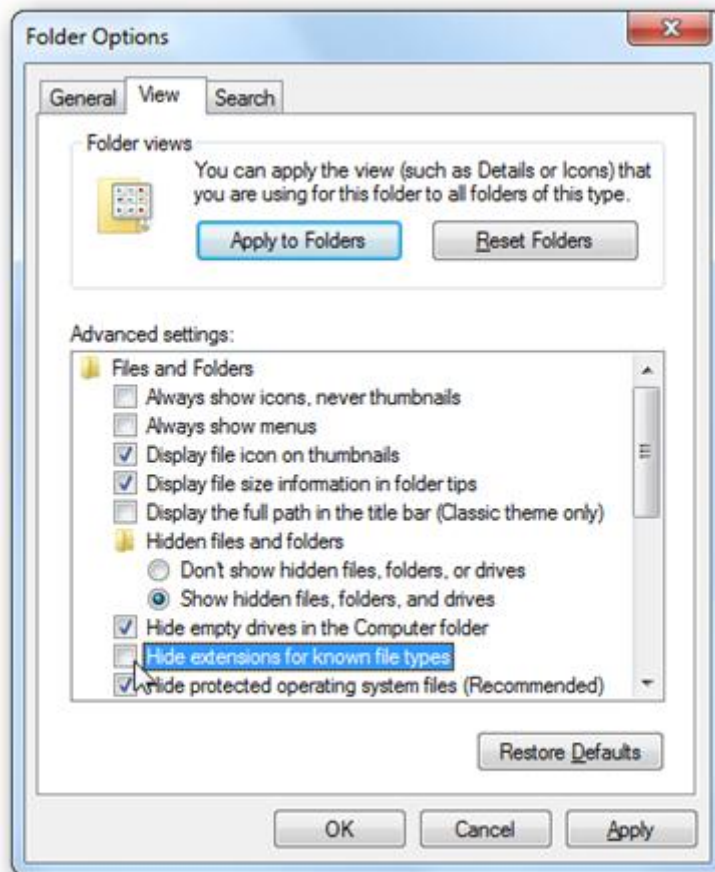 Folder Options
General View Search
Folder views
You can apply the view (such as Details or Icons) that
you are using for this folder to all folders of this type.
Apply to Folders Reset Folders
Advanced settings:
Files and Folders
Always show icons, never thumbnails
Always show menus
Display file icon on thumbnails
Display file size information in folder tips
Display the full path in the title bar (Classic theme only)
Hidden files and folders
Don't show hidden files, folders, or drives
Show hidden files, folders, and drives
Hide empty drives in the Computer folder
Hide extensions for known file types
Hide protected operating system files (Recommended)
Restore Defaults
OK Cancel Apply